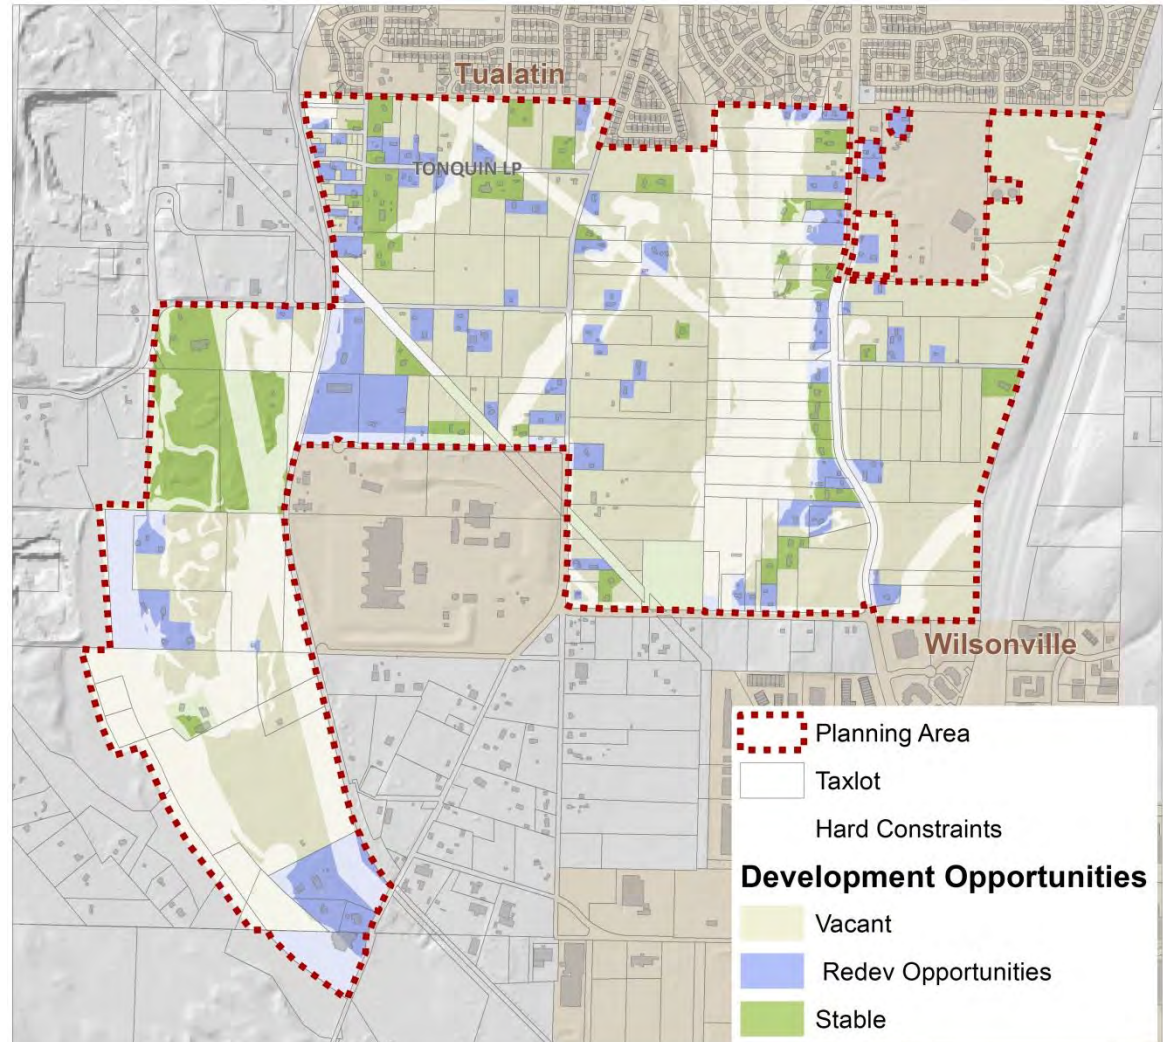 Tualatin
TONQUIN LP
Wilsonville
Planning Area
Taxlot
Hard Constraints
Development Opportunities
Vacant
Redev Opportunities
Stable